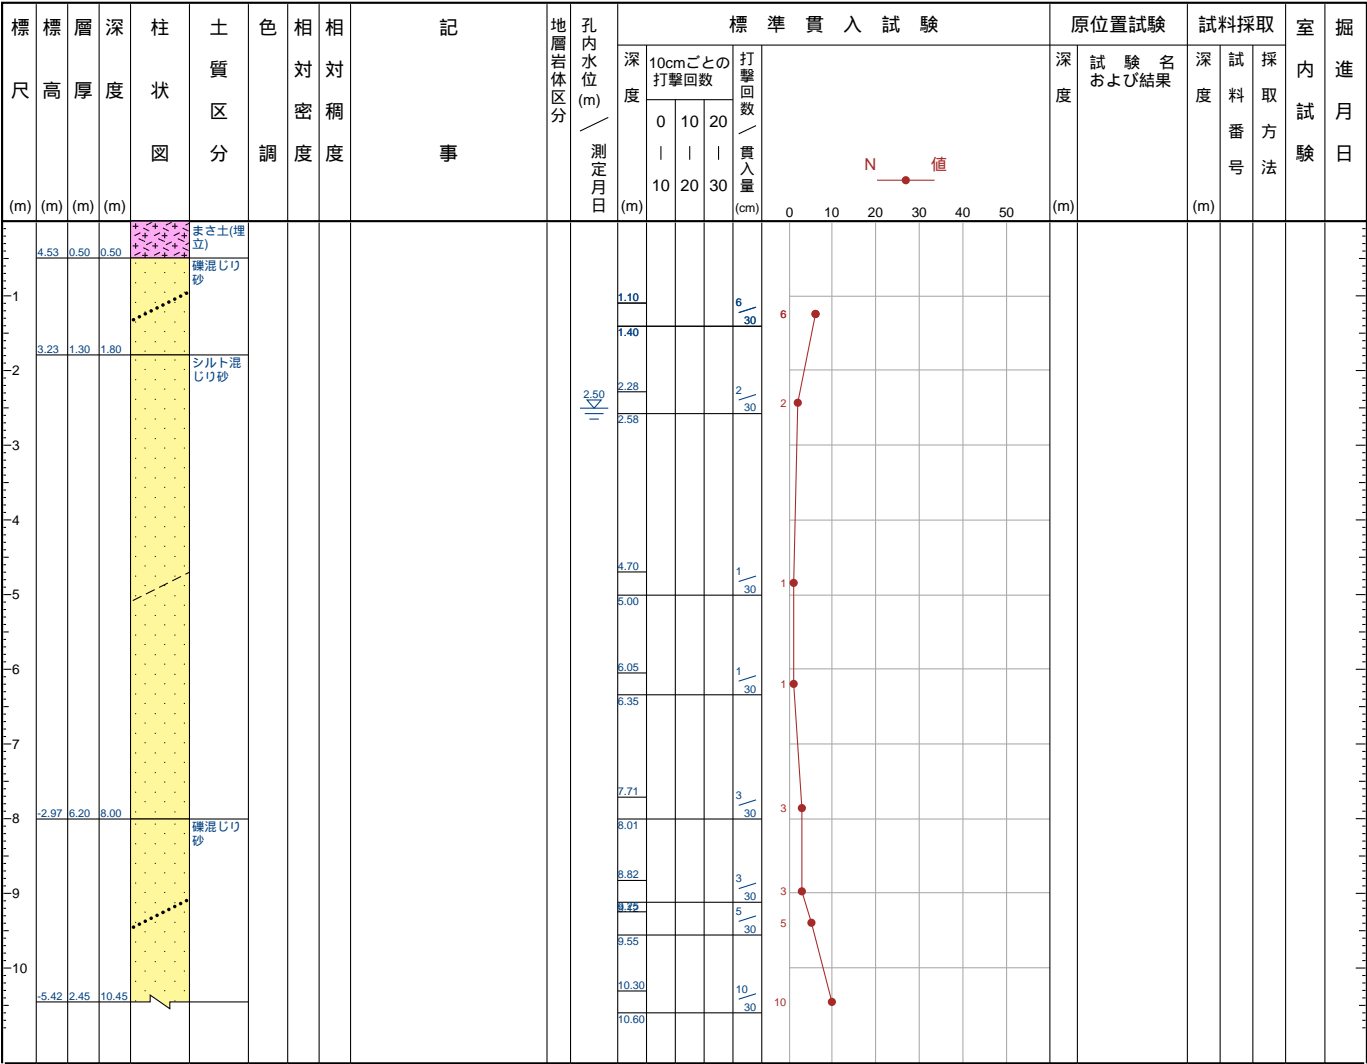 標尺 (m)
標高 (m)
層厚 (m)
深度 (m)
柱状図
土質区分
色調
相対密度
相対稠度
記事
地層岩体区分
孔内水位(m)／測定月日
標準貫入試験
深度 (m)
10cmごとの
打撃回数
0 | 10
10 | 20
20 | 30
打撃回数／貫入量 (cm)
N 値
0 10 20 30 40 50
原位置試験
深度 (m)
試験名
および結果
試料採取
深度 (m)
試料番号
採取方法
室内試験
掘進月日
まさ土(埋
立)
4.53 0.50 0.50
礫混じり
砂
1
1.10
6／30
6
1.40
3.23 1.30 1.80
シルト混
じり砂
2
2.28
2／30
2
2.50
2.58
3
4
4.70
1／30
1
5
5.00
6
6.05
1／30
1
6.35
7
7.71
3／30
3
-2.97 6.20 8.00
8
8.01
礫混じり
砂
8.82
3／30
3
9
5／30
5
9.55
10
10.30
10／30
10
-5.42 2.45 10.45
10.60